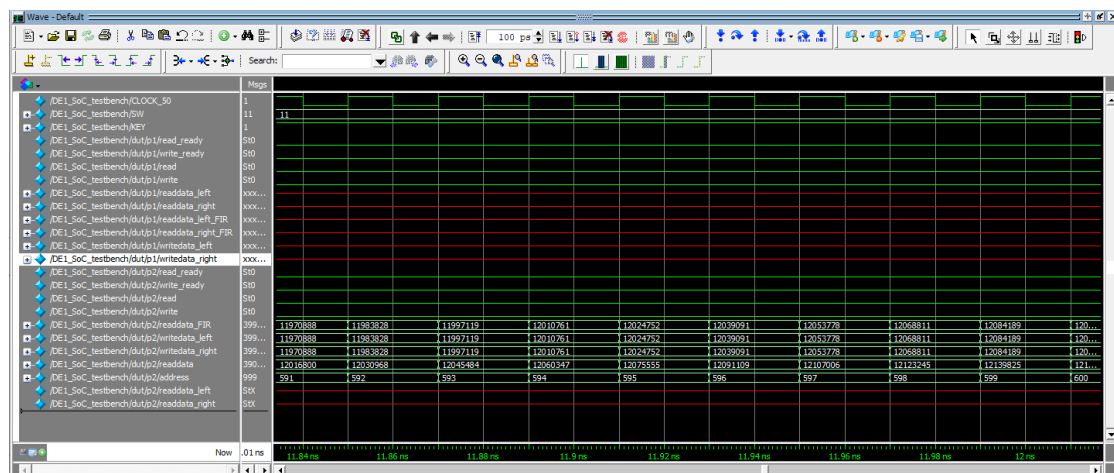 Wave - Default
100 ps
Search:
Msgs
/DE1_SoC_testbench/CLOCK_50 1
/DE1_SoC_testbench/SW 11 11
/DE1_SoC_testbench/KEY 1
/DE1_SoC_testbench/dut/p1/read_ready St0
/DE1_SoC_testbench/dut/p1/write_ready St0
/DE1_SoC_testbench/dut/p1/read St0
/DE1_SoC_testbench/dut/p1/write St0
/DE1_SoC_testbench/dut/p1/readdata_left xxx...
/DE1_SoC_testbench/dut/p1/readdata_right xxx...
/DE1_SoC_testbench/dut/p1/readdata_left_FIR xxx...
/DE1_SoC_testbench/dut/p1/readdata_right_FIR xxx...
/DE1_SoC_testbench/dut/p1/writedata_left xxx...
/DE1_SoC_testbench/dut/p1/writedata_right xxx...
/DE1_SoC_testbench/dut/p2/read_ready St0
/DE1_SoC_testbench/dut/p2/write_ready St0
/DE1_SoC_testbench/dut/p2/read St0
/DE1_SoC_testbench/dut/p2/write St0
/DE1_SoC_testbench/dut/p2/readdata_FIR 399... 11970888 11983828 11997119 12010761 12024752 12039091 12053778 12068811 12084189 120...
/DE1_SoC_testbench/dut/p2/writedata_left 399... 11970888 11983828 11997119 12010761 12024752 12039091 12053778 12068811 12084189 120...
/DE1_SoC_testbench/dut/p2/writedata_right 399... 11970888 11983828 11997119 12010761 12024752 12039091 12053778 12068811 12084189 120...
/DE1_SoC_testbench/dut/p2/readdata 390... 12016800 12030968 12045484 12060347 12075555 12091109 12107006 12123245 12139825 121...
/DE1_SoC_testbench/dut/p2/address 999 591 592 593 594 595 596 597 598 599 600
/DE1_SoC_testbench/dut/p2/readdata_left StX
/DE1_SoC_testbench/dut/p2/readdata_right StX
Now .01 ns 11.84 ns 11.86 ns 11.88 ns 11.9 ns 11.92 ns 11.94 ns 11.96 ns 11.98 ns 12 ns